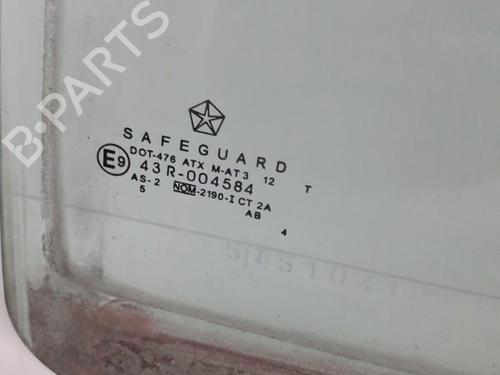 B-PARTS
SAFEGUARD
DOT-476 ATX M-AT3 12 T
E9 43R-004584
AS-2 NOM-2190-I CT 2A
5 AB
4